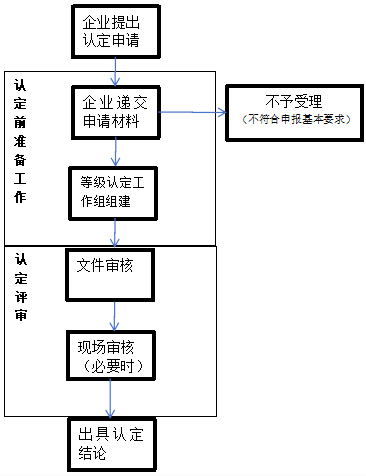 企业提出
认定申请
认定前准备工作
企业递交
申请材料
不予受理
（不符合申报基本要求）
等级认定工
作组组建
认定评审
文件审核
现场审核
（必要时）
出具认定
结论